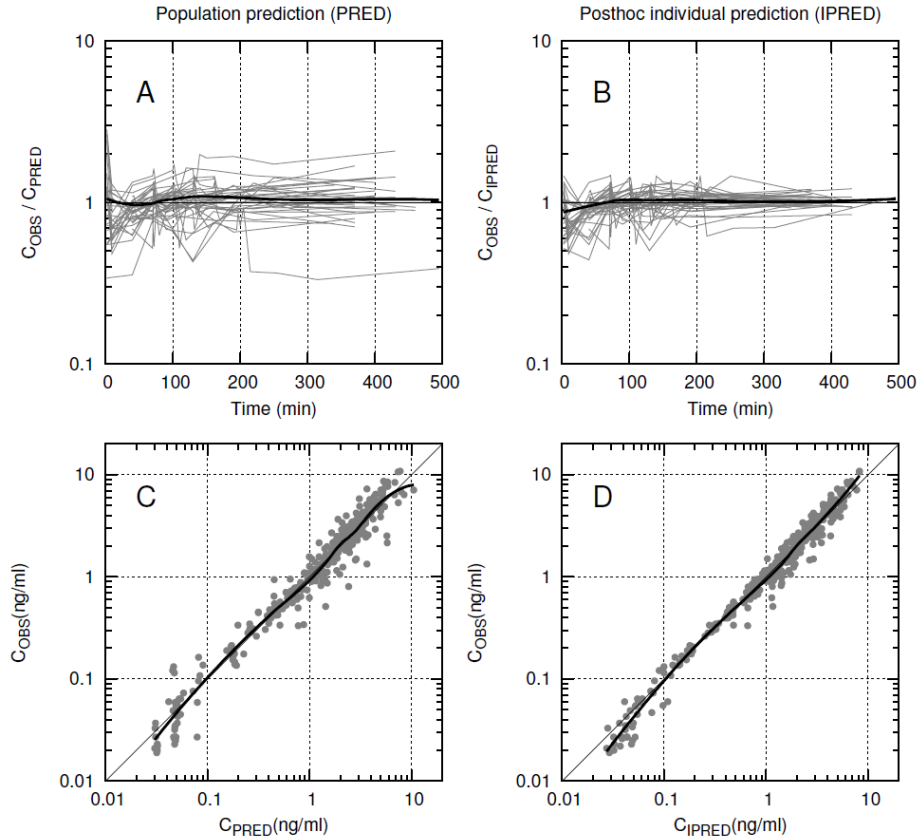 Population prediction (PRED)
Posthoc individual prediction (IPRED)
A
10
1
0.1
C_OBS / C_PRED
0 100 200 300 400 500
Time (min)
B
10
1
0.1
C_OBS / C_IPRED
0 100 200 300 400 500
Time (min)
C
10
1
0.1
0.01
C_OBS(ng/ml)
0.01 0.1 1 10
C_PRED(ng/ml)
D
10
1
0.1
0.01
C_OBS(ng/ml)
0.01 0.1 1 10
C_IPRED(ng/ml)